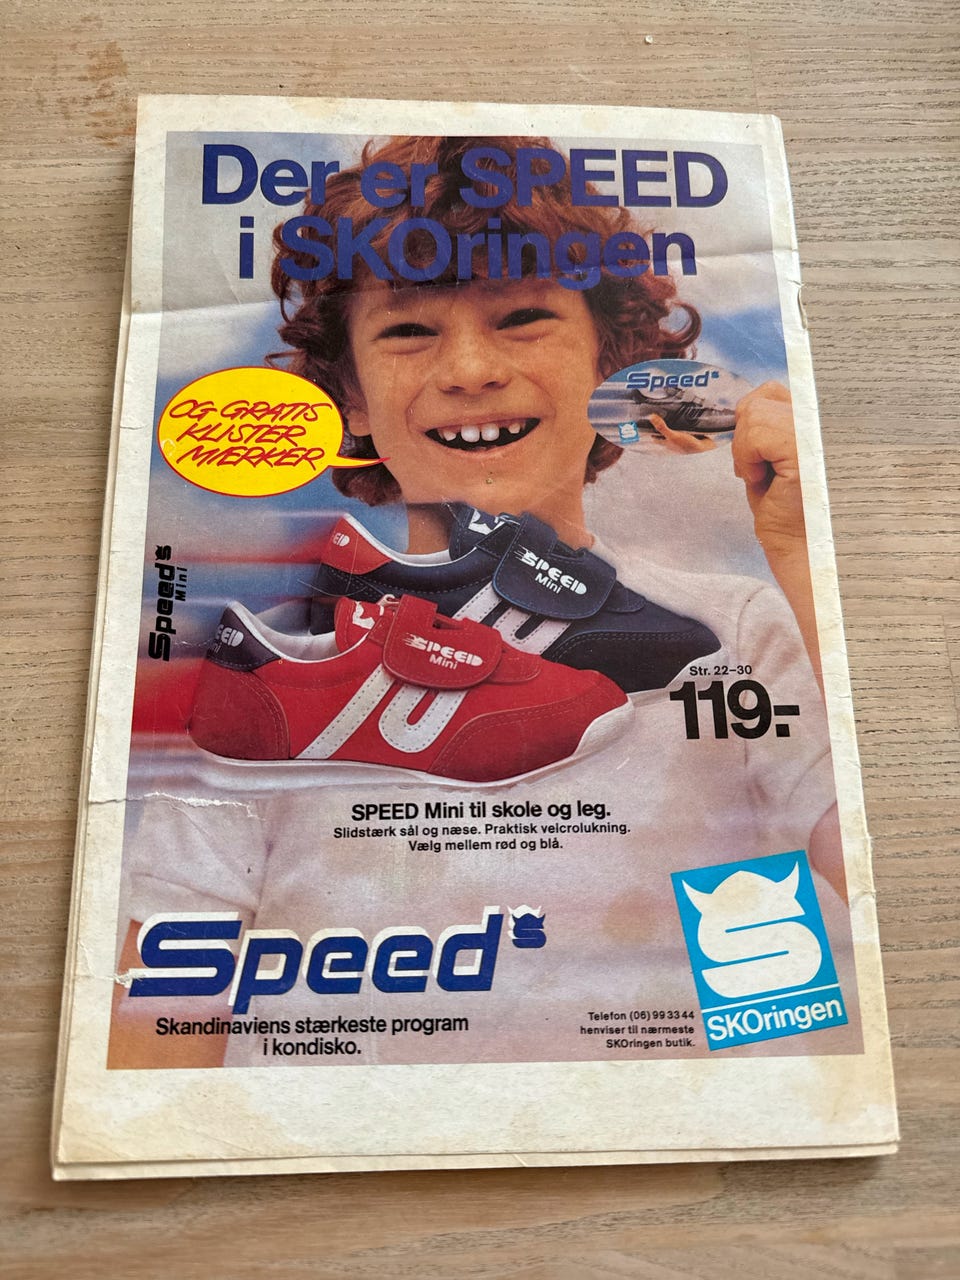 Der er SPEED
i SKOringen
OG GRATIS
KLISTER
MÆRKER
Speed
Speed Mini
SPEED
Mini
SPEED
Mini
Str. 22–30
119.-
SPEED Mini til skole og leg.
Slidstærk sål og næse. Praktisk veicrolukning.
Vælg mellem rød og blå.
Speed
Skandinaviens stærkeste program
i kondisko.
Telefon (06) 99 33 44
henviser til nærmeste
SKOringen butik.
S
SKOringen